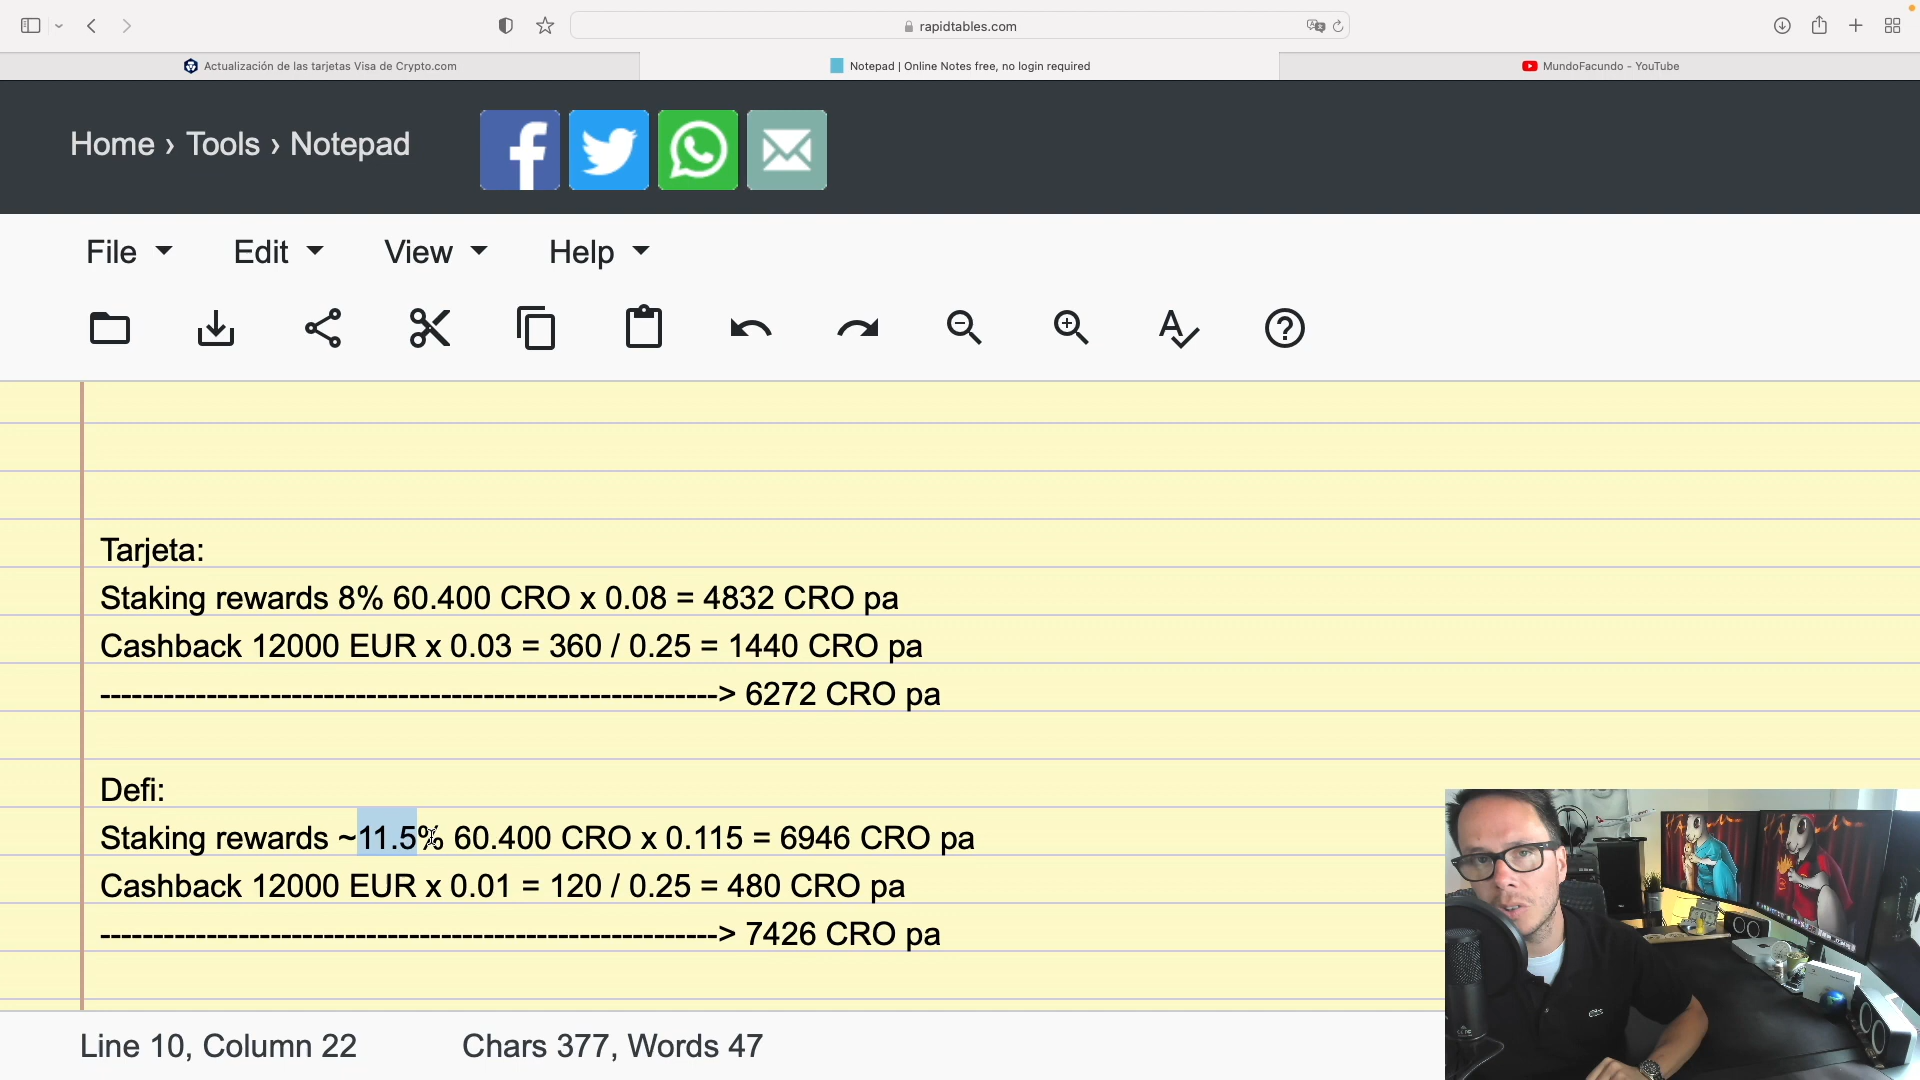 rapidtables.com
Actualización de las tarjetas Visa de Crypto.com
Notepad | Online Notes free, no login required
MundoFacundo - YouTube
Home › Tools › Notepad
File Edit View Help
Tarjeta:
Staking rewards 8% 60.400 CRO x 0.08 = 4832 CRO pa
Cashback 12000 EUR x 0.03 = 360 / 0.25 = 1440 CRO pa
----------------------------------------------------------> 6272 CRO pa
Defi:
Staking rewards ~11.5% 60.400 CRO x 0.115 = 6946 CRO pa
Cashback 12000 EUR x 0.01 = 120 / 0.25 = 480 CRO pa
----------------------------------------------------------> 7426 CRO pa
Line 10, Column 22 Chars 377, Words 47